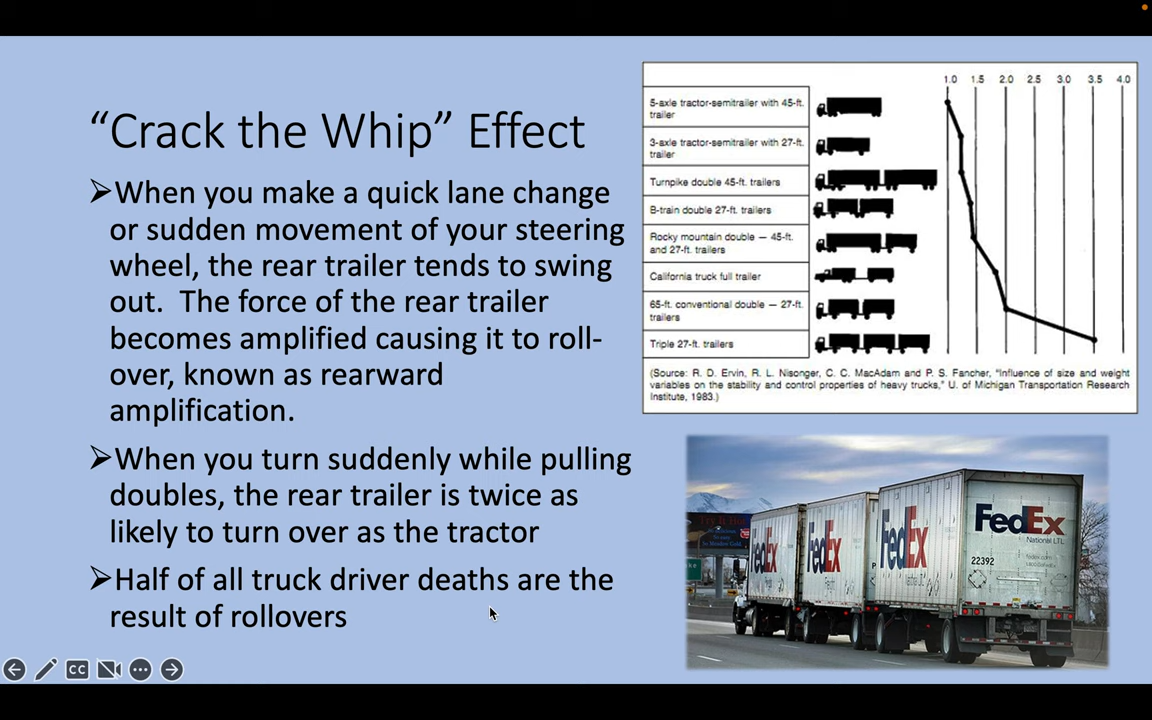 “Crack the Whip” Effect
➢When you make a quick lane change
or sudden movement of your steering
wheel, the rear trailer tends to swing
out.  The force of the rear trailer
becomes amplified causing it to roll-
over, known as rearward
amplification.
➢When you turn suddenly while pulling
doubles, the rear trailer is twice as
likely to turn over as the tractor
➢Half of all truck driver deaths are the
result of rollovers
1.0 1.5 2.0 2.5 3.0 3.5 4.0
5-axle tractor-semitrailer with 45-ft.
trailer
3-axle tractor-semitrailer with 27-ft.
trailer
Turnpike double 45-ft. trailers
B-train double 27-ft. trailers
Rocky mountain double — 45-ft.
and 27-ft. trailers
California truck full trailer
65-ft. conventional double — 27-ft.
trailers
Triple 27-ft. trailers
(Source: R. D. Ervin, R. L. Nisonger, C. C. MacAdam and P. S. Fancher, “Influence of size and weight
variables on the stability and control properties of heavy trucks,” U. of Michigan Transportation Research
Institute, 1983.)
FedEx
FedEx
FedEx
FedEx
National LTL
22392
CC